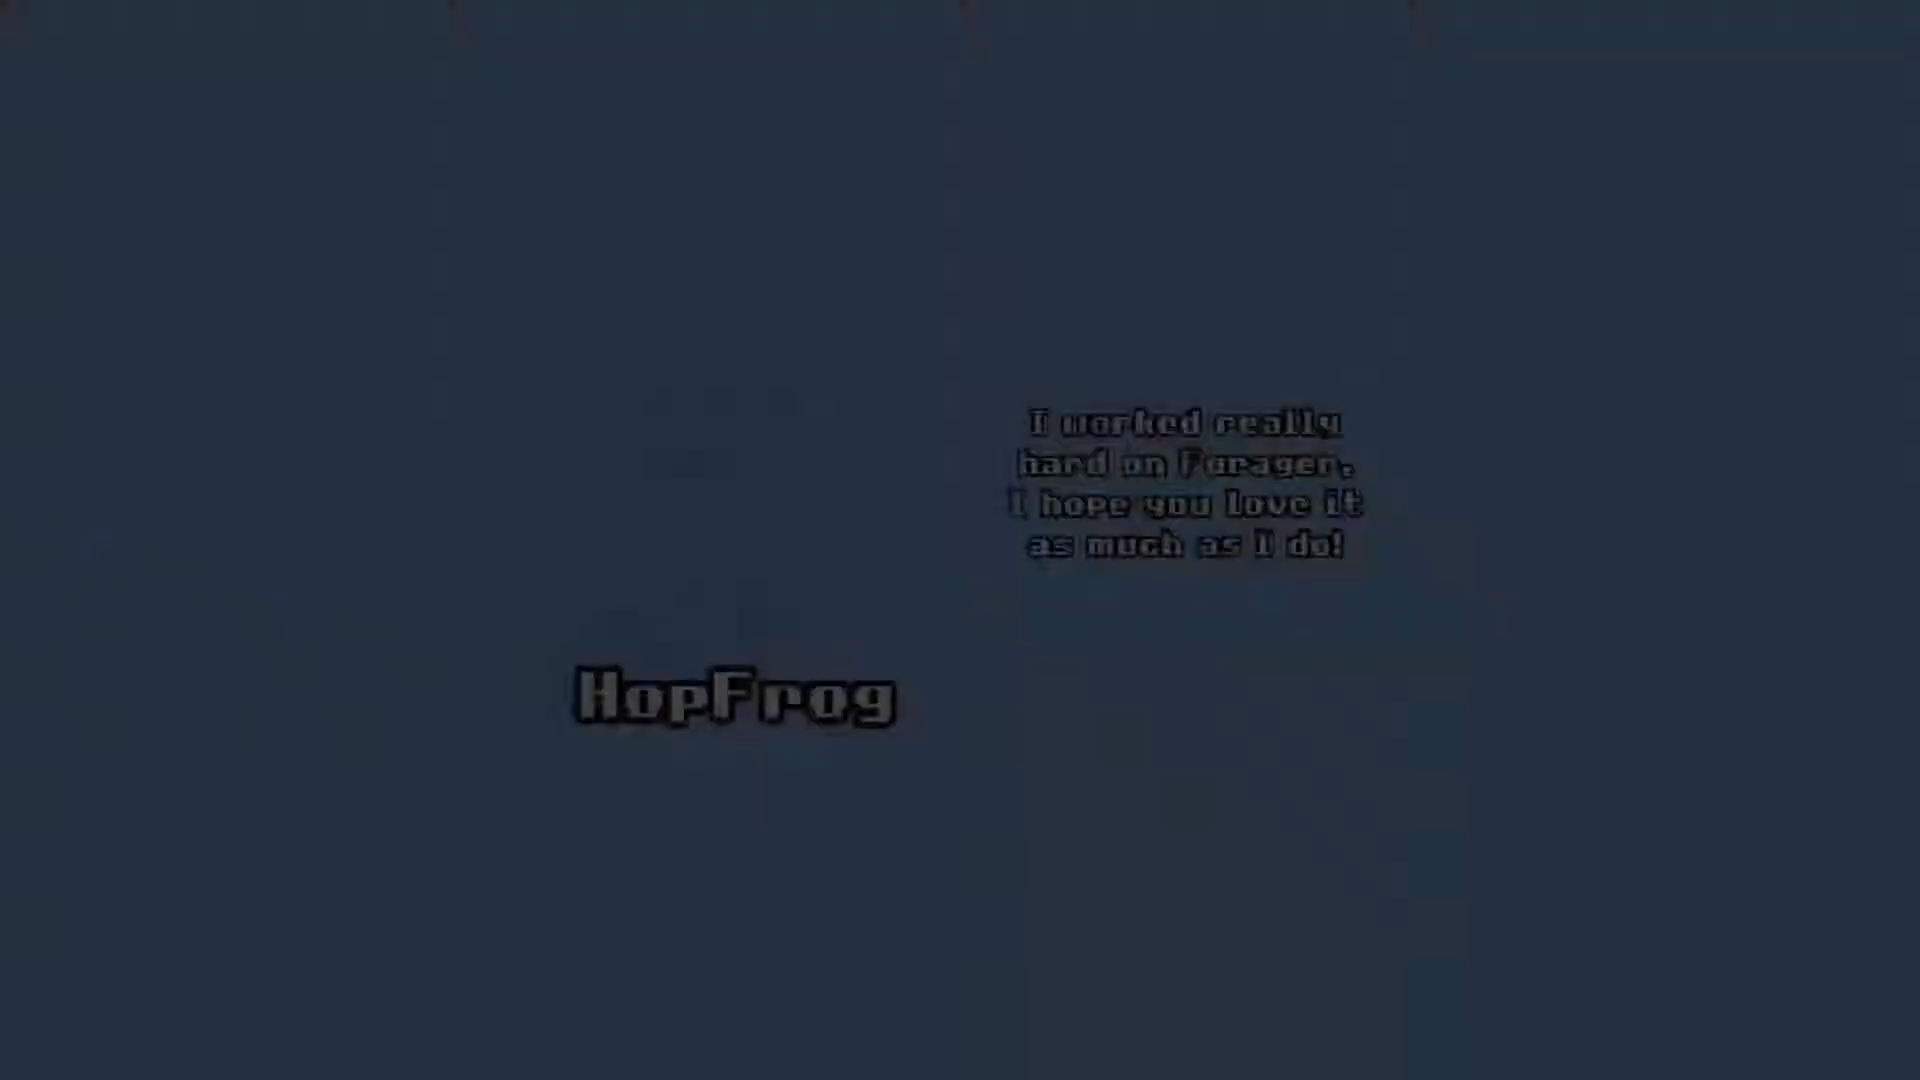 I worked really
hard on Forager,
I hope you love it
as much as I do!
HopFrog